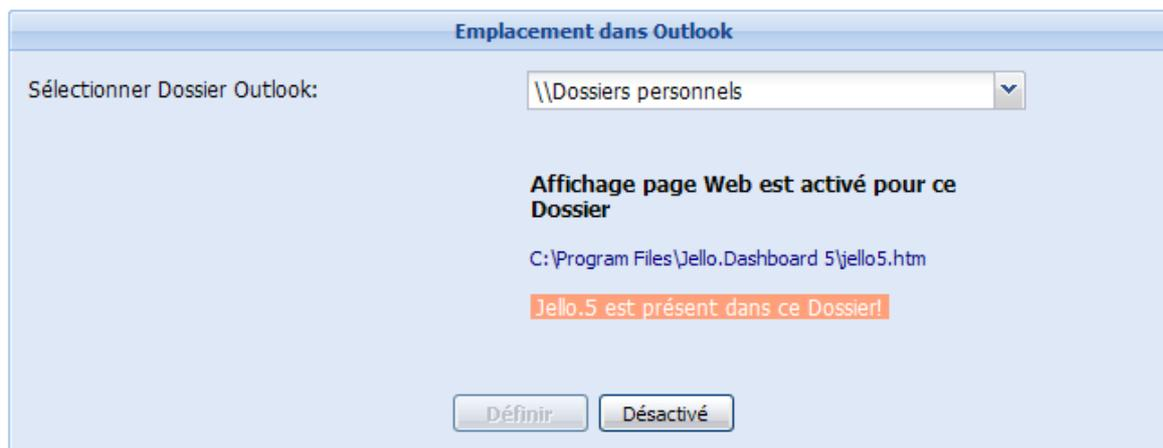 Emplacement dans Outlook
Sélectionner Dossier Outlook:
\\Dossiers personnels
Affichage page Web est activé pour ce
Dossier
C:\Program Files\Jello.Dashboard 5\jello5.htm
Jello.5 est présent dans ce Dossier!
Définir
Désactivé